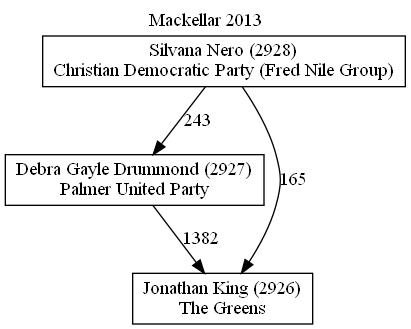 Mackellar 2013
Silvana Nero (2928)
Christian Democratic Party (Fred Nile Group)
243
Debra Gayle Drummond (2927)
Palmer United Party
165
1382
Jonathan King (2926)
The Greens